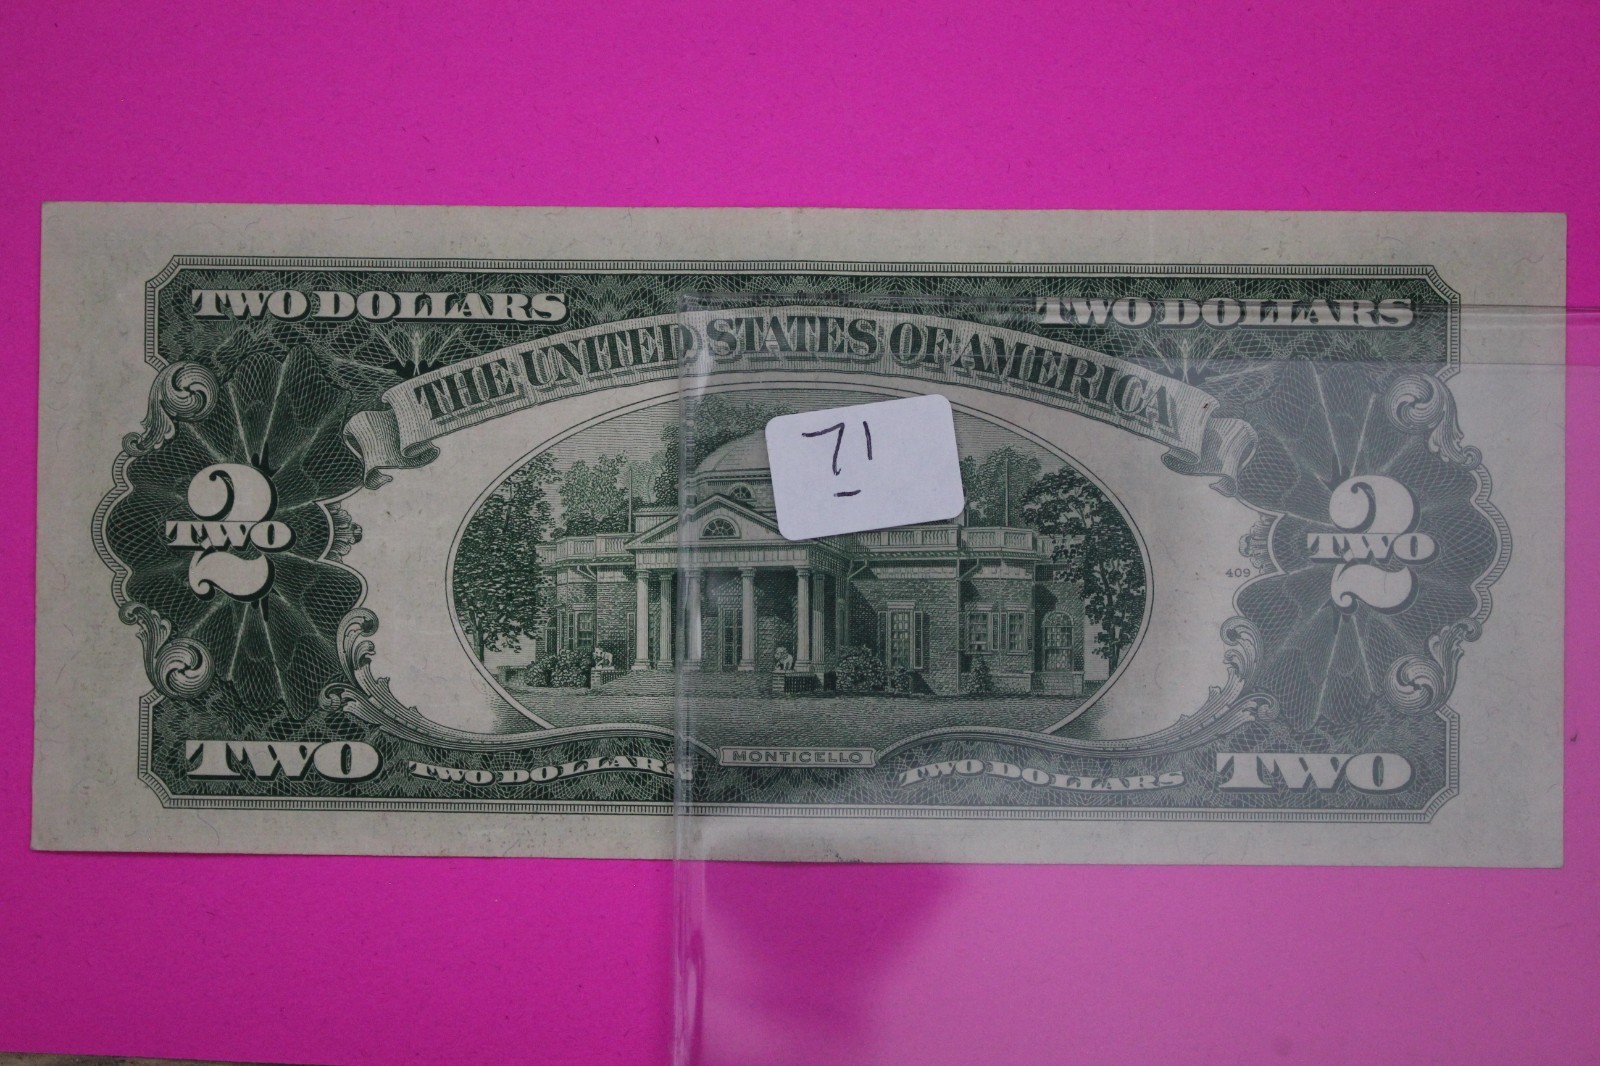 TWO DOLLARS
TWO DOLLARS
THE UNITED STATES OF AMERICA
71
2
TWO
2
TWO
409
MONTICELLO
TWO
TWO DOLLARS
TWO DOLLARS
TWO